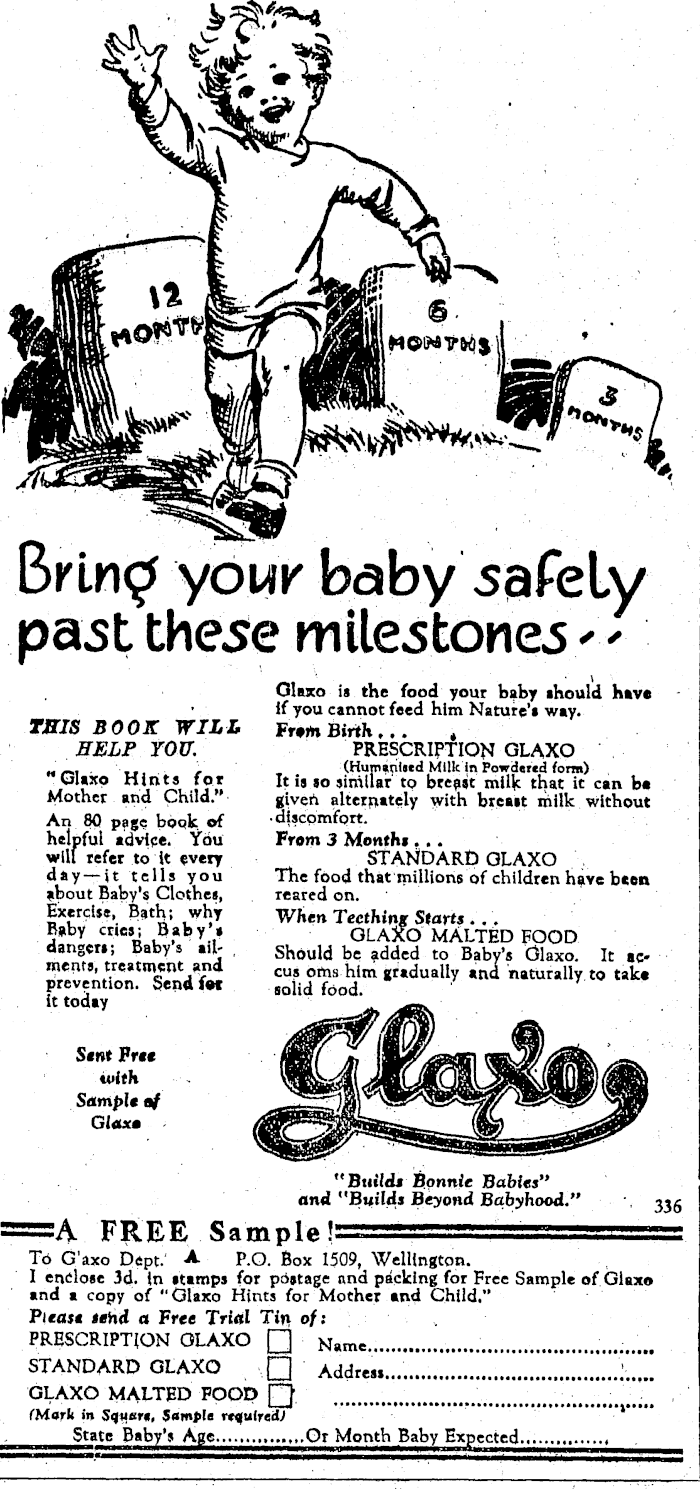 12
MONTH
6
MONTHS
3
MONTHS
Bring your baby safely
past these milestones--
THIS BOOK WILL
HELP YOU.
"Glaxo Hints for
Mother and Child."
An 80 page book of
helpful advice. You
will refer to it every
day—it tells you
about Baby's Clothes,
Exercise, Bath; why
Baby cries; Baby's
dangers; Baby's ail-
ments, treatment and
prevention. Send for
it today
Sent Free
with
Sample of
Glaxo
Glaxo is the food your baby should have
if you cannot feed him Nature's way.
From Birth...
PRESCRIPTION GLAXO
(Humanised Milk in Powdered form)
It is so similar to breast milk that it can be
given alternately with breast milk without
discomfort.
From 3 Months...
STANDARD GLAXO
The food that millions of children have been
reared on.
When Teething Starts...
GLAXO MALTED FOOD
Should be added to Baby's Glaxo. It ac-
cus oms him gradually and naturally to take
solid food.
Glaxo
"Builds Bonnie Babies"
and "Builds Beyond Babyhood."
336
A FREE Sample!
To G'axo Dept. A P.O. Box 1509, Wellington.
I enclose 3d. in stamps for postage and packing for Free Sample of Glaxo
and a copy of "Glaxo Hints for Mother and Child."
Please send a Free Trial Tin of:
PRESCRIPTION GLAXO
STANDARD GLAXO
GLAXO MALTED FOOD
(Mark in Square, Sample required)
Name..........
Address..........
State Baby's Age..........Or Month Baby Expected..........